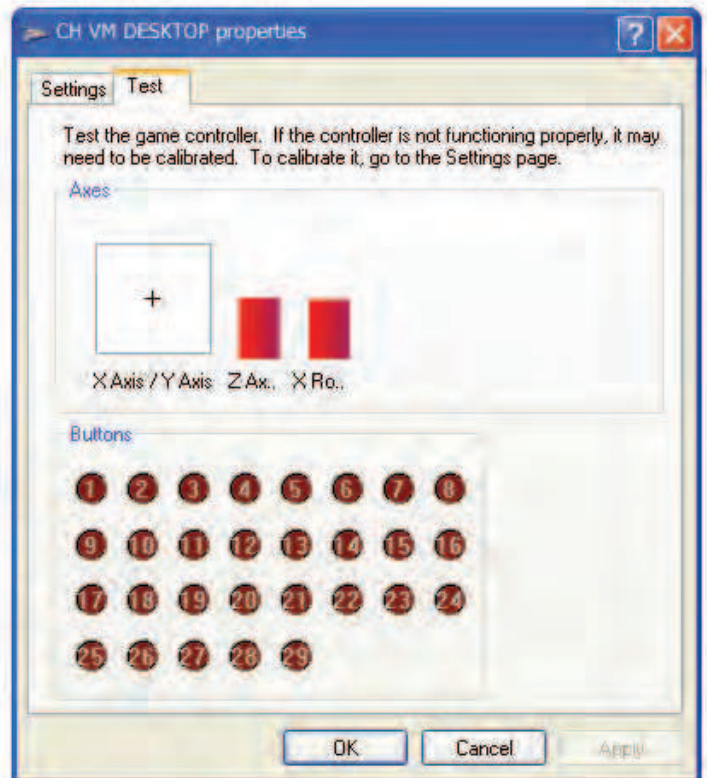 CH VM DESKTOP properties
Settings Test
Test the game controller. If the controller is not functioning properly, it may
need to be calibrated. To calibrate it, go to the Settings page.
Axes
X Axis / Y Axis Z Ax.. X Ro..
Buttons
1 2 3 4 5 6 7 8
9 10 11 12 13 14 15 16
17 18 19 20 21 22 23 24
25 26 27 28 29
OK Cancel Apply